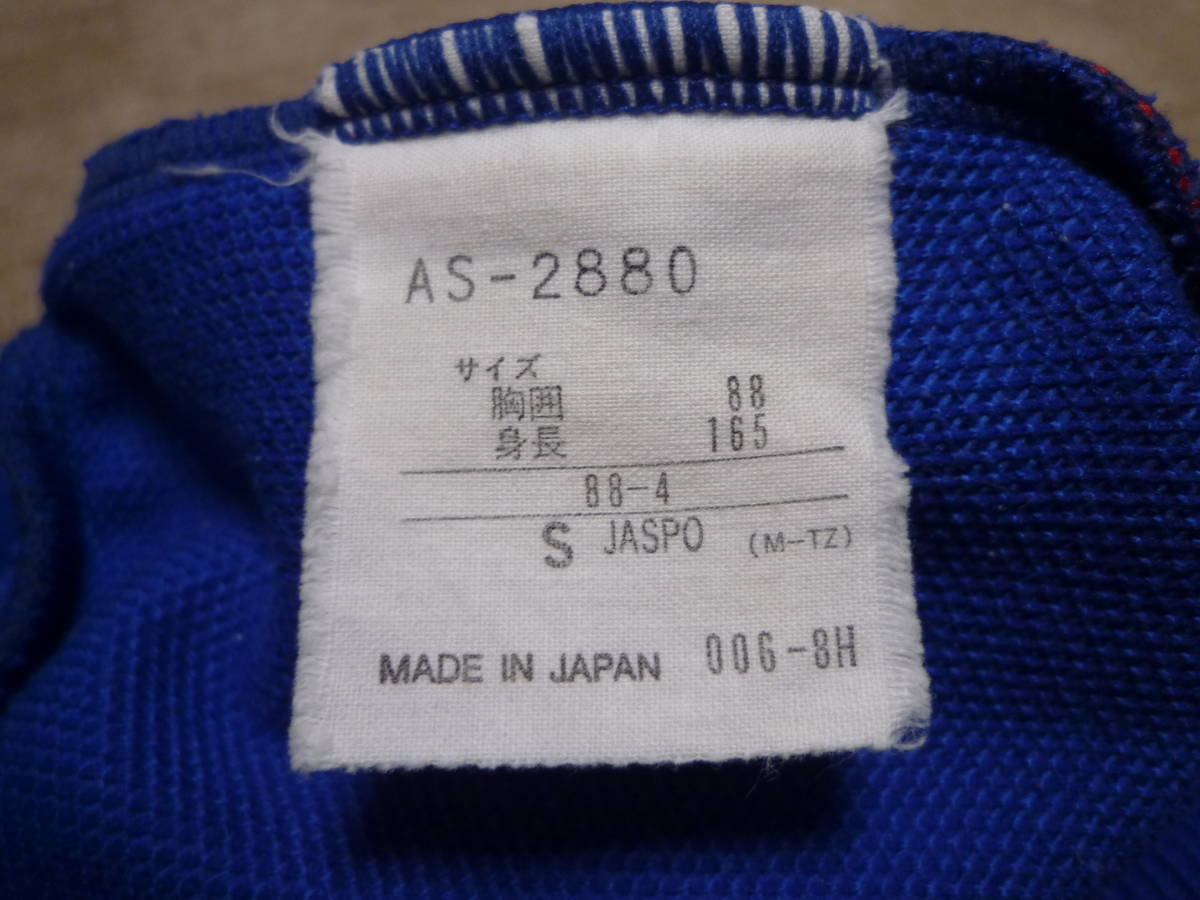 AS-2880
サイズ
胸囲 88
身長 165
88-4
S JASPO (M-TZ)
MADE IN JAPAN 006-8H